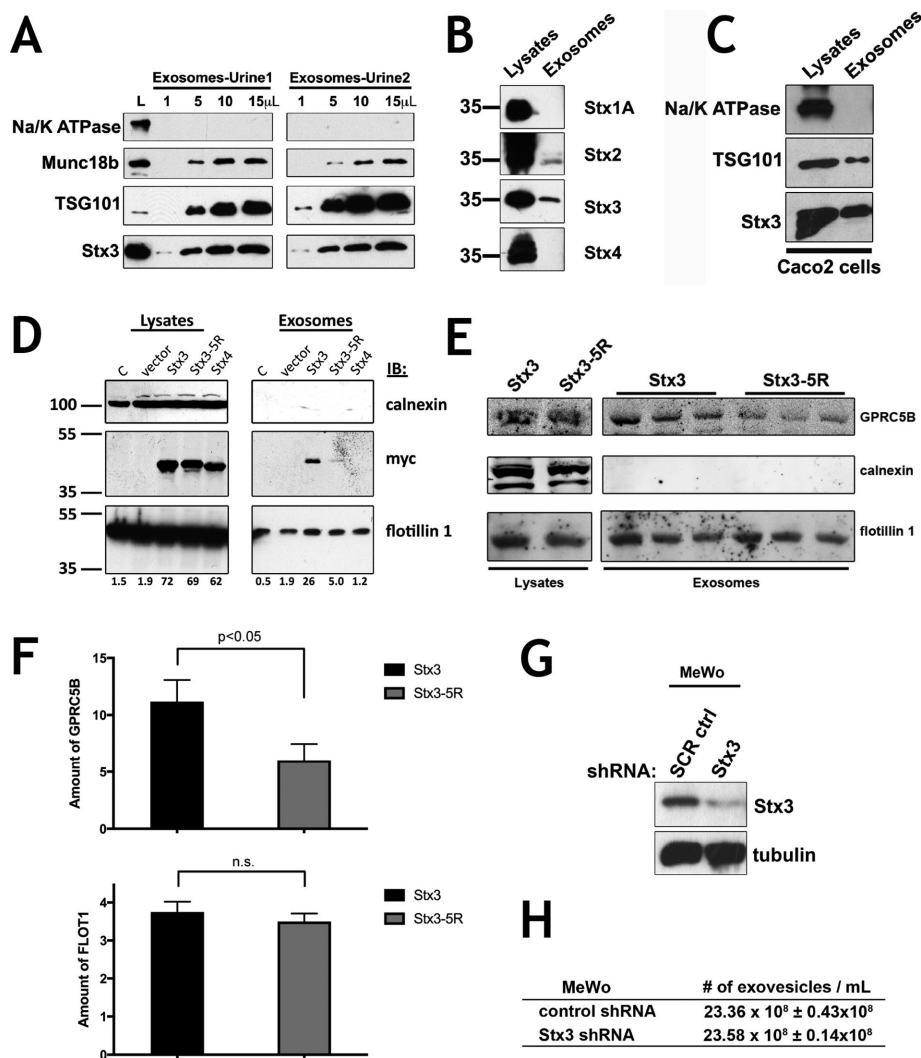 A
Exosomes-Urine1 Exosomes-Urine2
L 1 5 10 15μL 1 5 10 15μL
Na/K ATPase
Munc18b
TSG101
Stx3
B
Lysates Exosomes
35 Stx1A
Stx2
35 Stx3
35 Stx4
C
Lysates Exosomes
Na/K ATPase
TSG101
Stx3
Caco2 cells
D
Lysates Exosomes
C vector Stx3 Stx3-5R Stx4 C vector Stx3 Stx3-5R Stx4 IB:
100 calnexin
55
myc
35
55
flotillin 1
35
1.5 1.9 72 69 62 0.5 1.9 26 5.0 1.2
E
Stx3 Stx3-5R Stx3 Stx3-5R
GPRC5B
calnexin
flotillin 1
Lysates Exosomes
F
p<0.05
Amount of GPRC5B
15
10
5
0
Stx3
Stx3-5R
n.s.
Amount of FLOT1
4
2
0
Stx3
Stx3-5R
G
MeWo
shRNA: SCR ctrl Stx3
Stx3
tubulin
H
MeWo # of exovesicles / mL
control shRNA 23.36 x 10⁸ ± 0.43x10⁸
Stx3 shRNA 23.58 x 10⁸ ± 0.14x10⁸